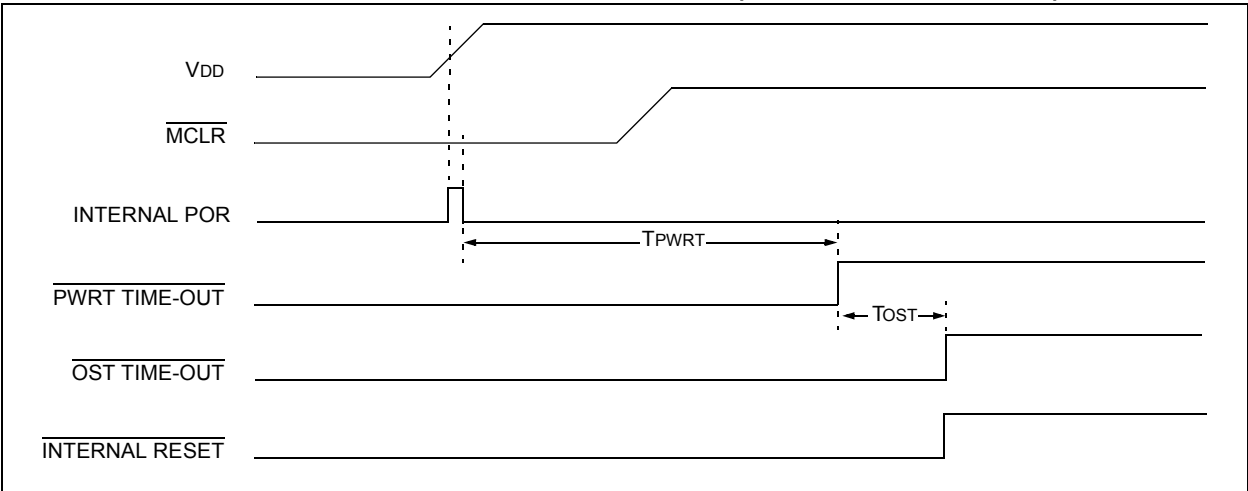 VDD
MCLR
INTERNAL POR
TPWRT
PWRT TIME-OUT
TOST
OST TIME-OUT
INTERNAL RESET